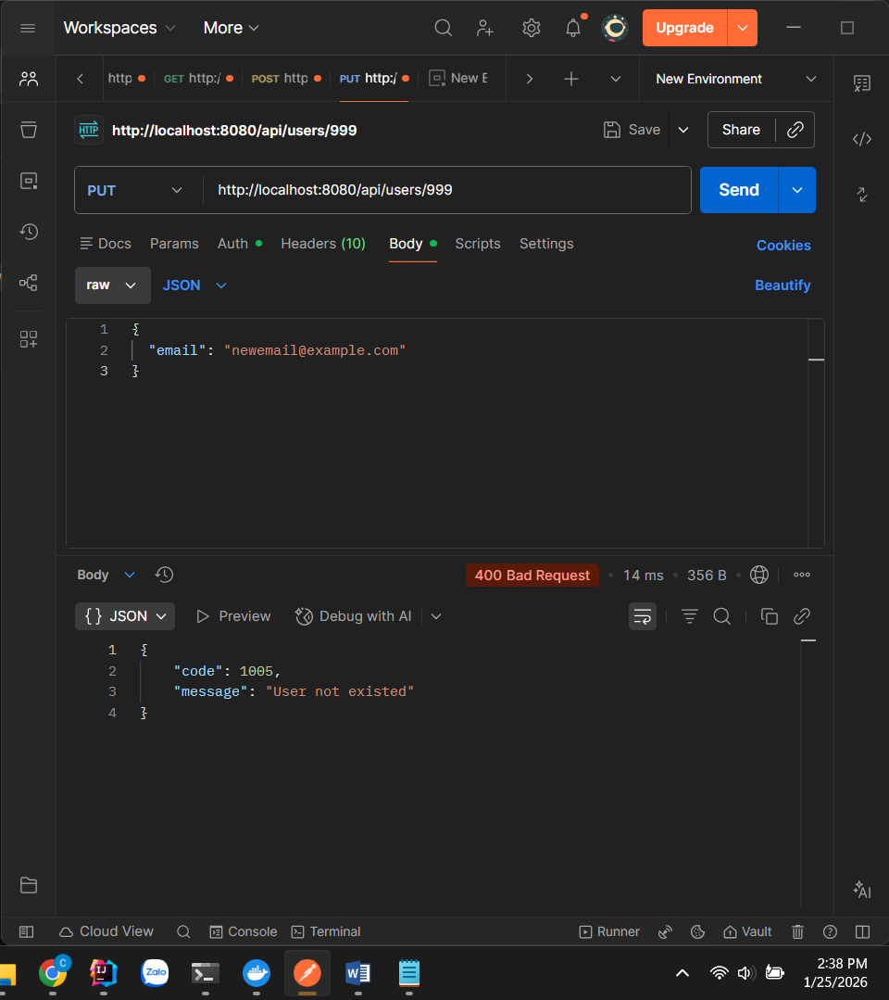 Workspaces More Upgrade
http GET http:/ POST http PUT http:/ New E New Environment
HTTP http://localhost:8080/api/users/999 Save Share
PUT http://localhost:8080/api/users/999 Send
Docs Params Auth Headers (10) Body Scripts Settings Cookies
raw JSON Beautify
1 {
2 "email": "newemail@example.com"
3 }
Body 400 Bad Request • 14 ms • 356 B •
{} JSON Preview Debug with AI
1 {
2 "code": 1005,
3 "message": "User not existed"
4 }
AI
Cloud View Console Terminal Runner Vault
C IJ Zalo W 2:38 PM
1/25/2026